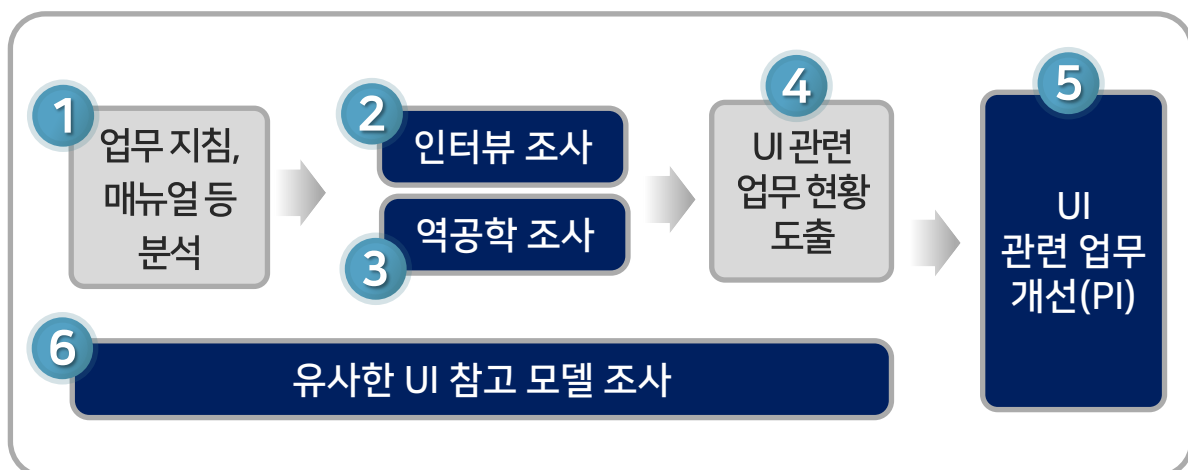 1
업무 지침,
매뉴얼 등
분석
2
인터뷰 조사
3
역공학 조사
4
UI 관련
업무 현황
도출
5
UI
관련 업무
개선(PI)
6
유사한 UI 참고 모델 조사